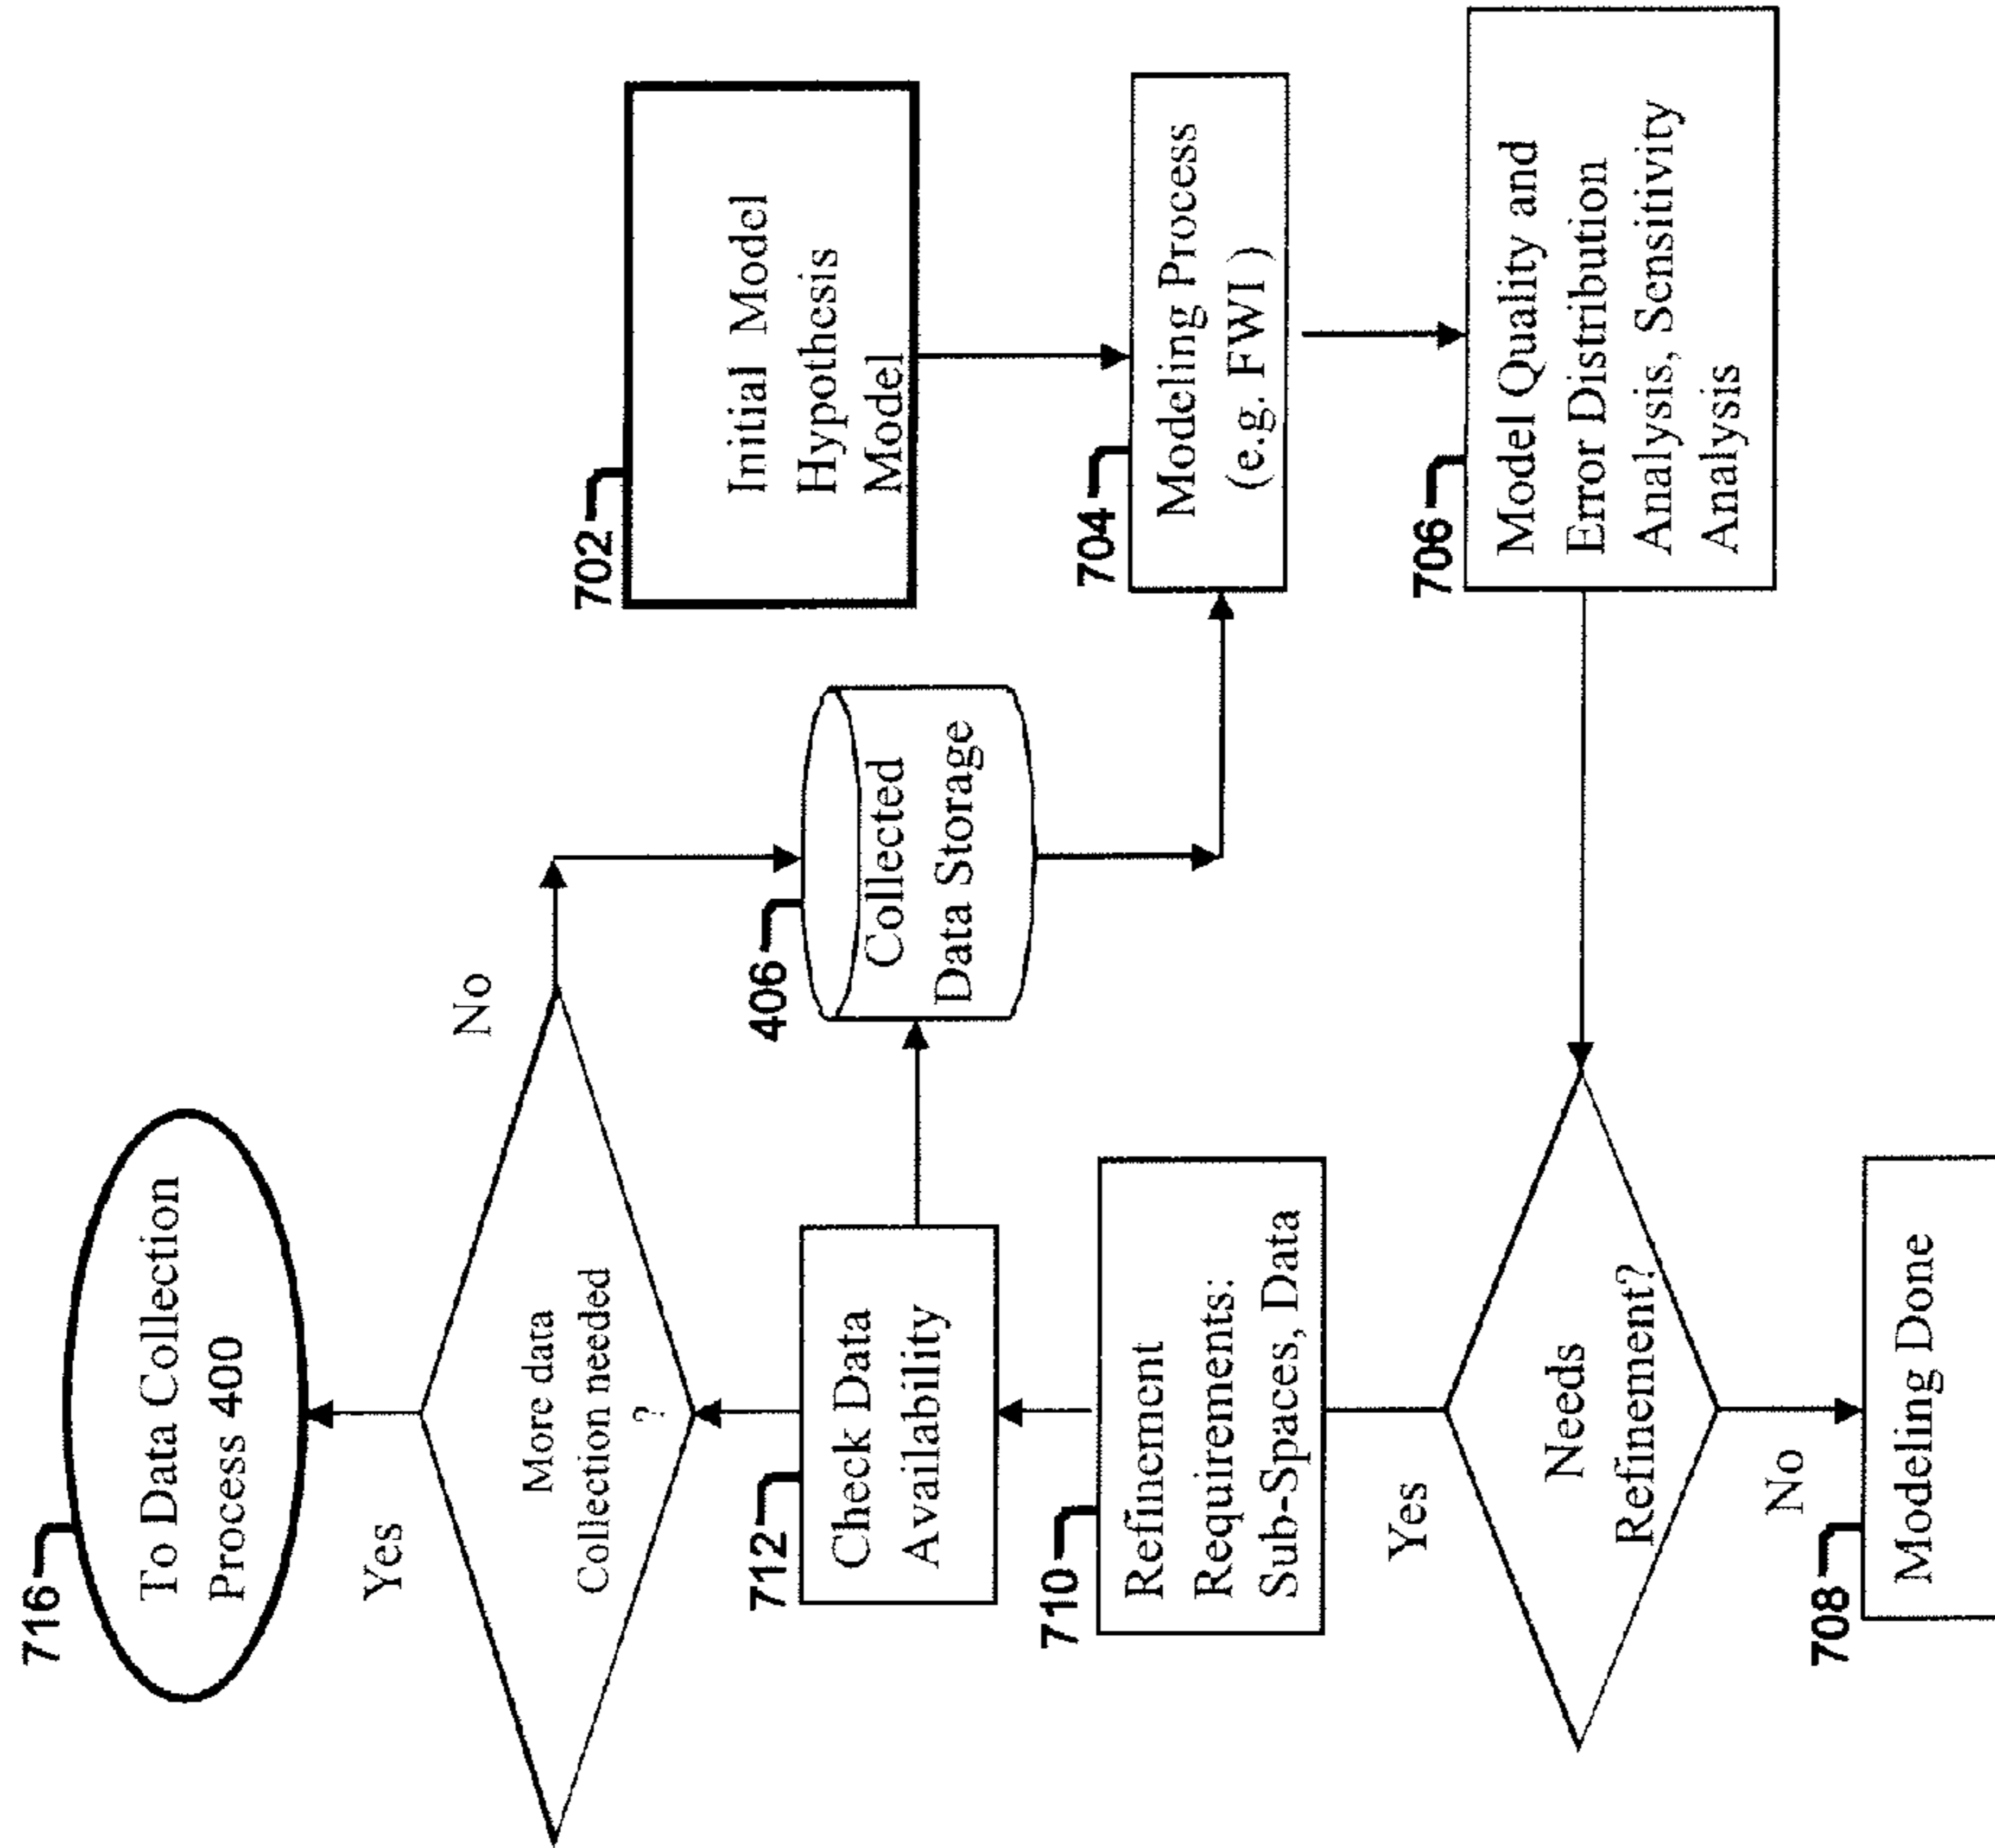 716
To Data Collection
Process 400
Yes
No
More data
Collection needed
?
702
Initial Model
Hypothesis
Model
406
Collected
Data Storage
712
Check Data
Availability
704
Modeling Process
(e.g. FWI)
710
Refinement
Requirements:
Sub-Spaces, Data
706
Model Quality and
Error Distribution
Analysis, Sensitivity
Analysis
Yes
Needs
Refinement?
No
708
Modeling Done